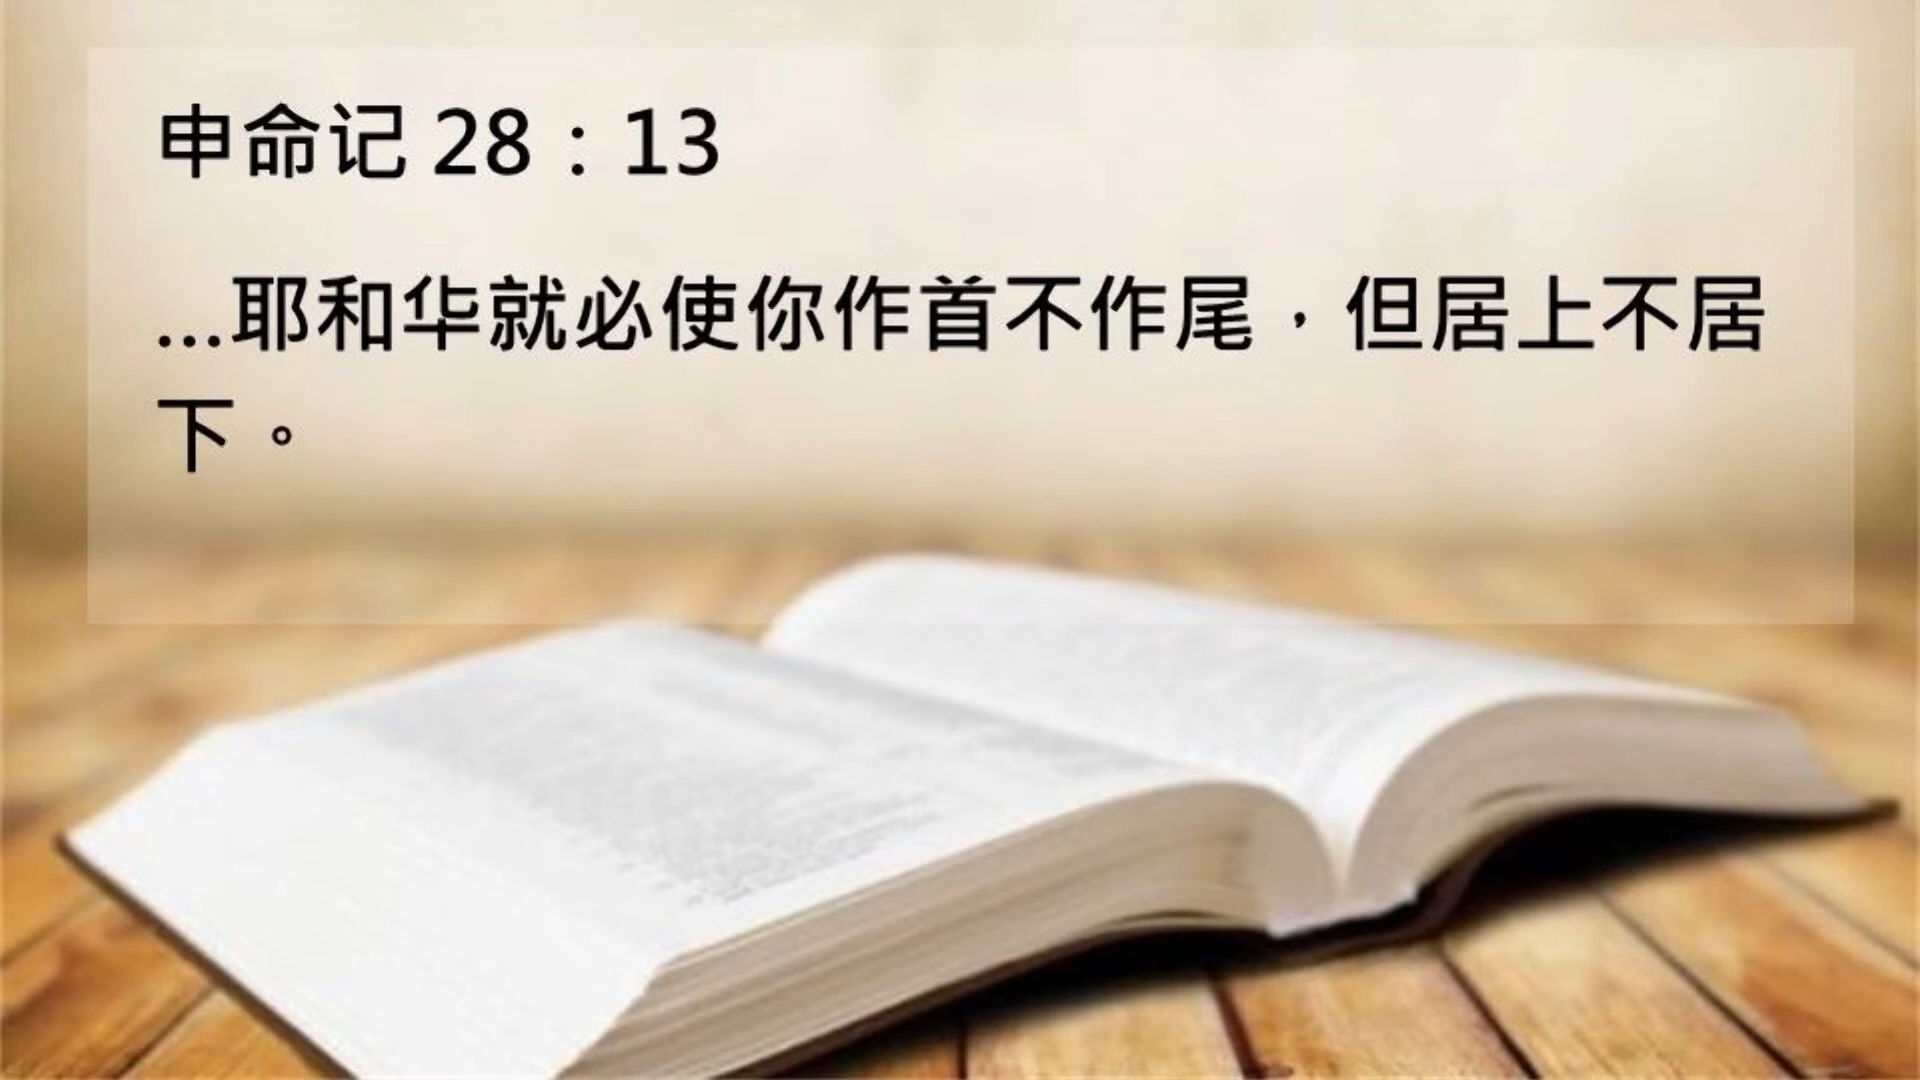 申命记 28：13
...耶和华就必使你作首不作尾，但居上不居
下。